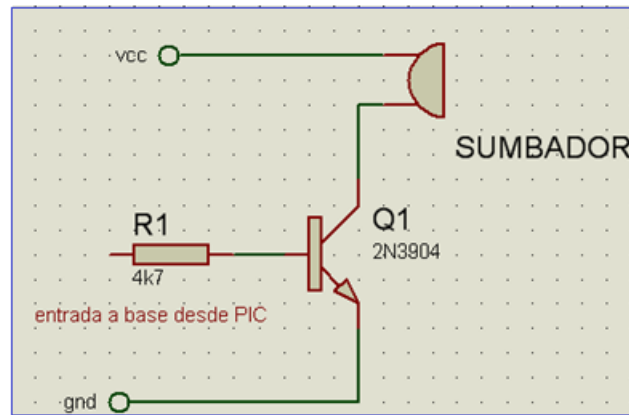 vcc
SUMBADOR
R1
Q1
2N3904
4k7
entrada a base desde PIC
gnd